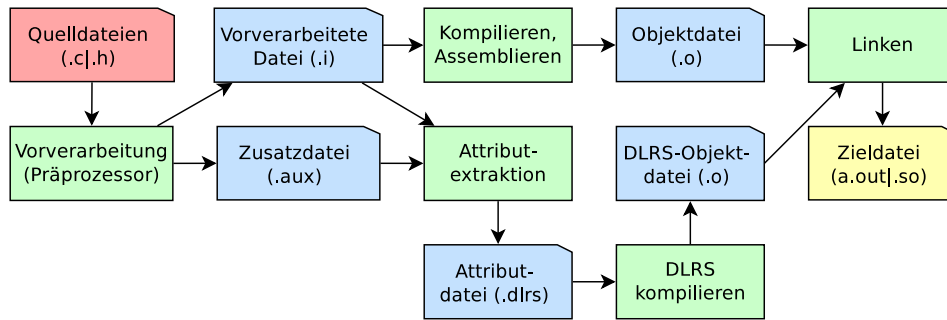 Quelldateien
(.c|.h)
Vorverarbeitete
Datei (.i)
Kompilieren,
Assemblieren
Objektdatei
(.o)
Linken
Vorverarbeitung
(Präprozessor)
Zusatzdatei
(.aux)
Attribut-
extraktion
DLRS-Objekt-
datei (.o)
Zieldatei
(a.out|.so)
Attribut-
datei (.dlrs)
DLRS
kompilieren